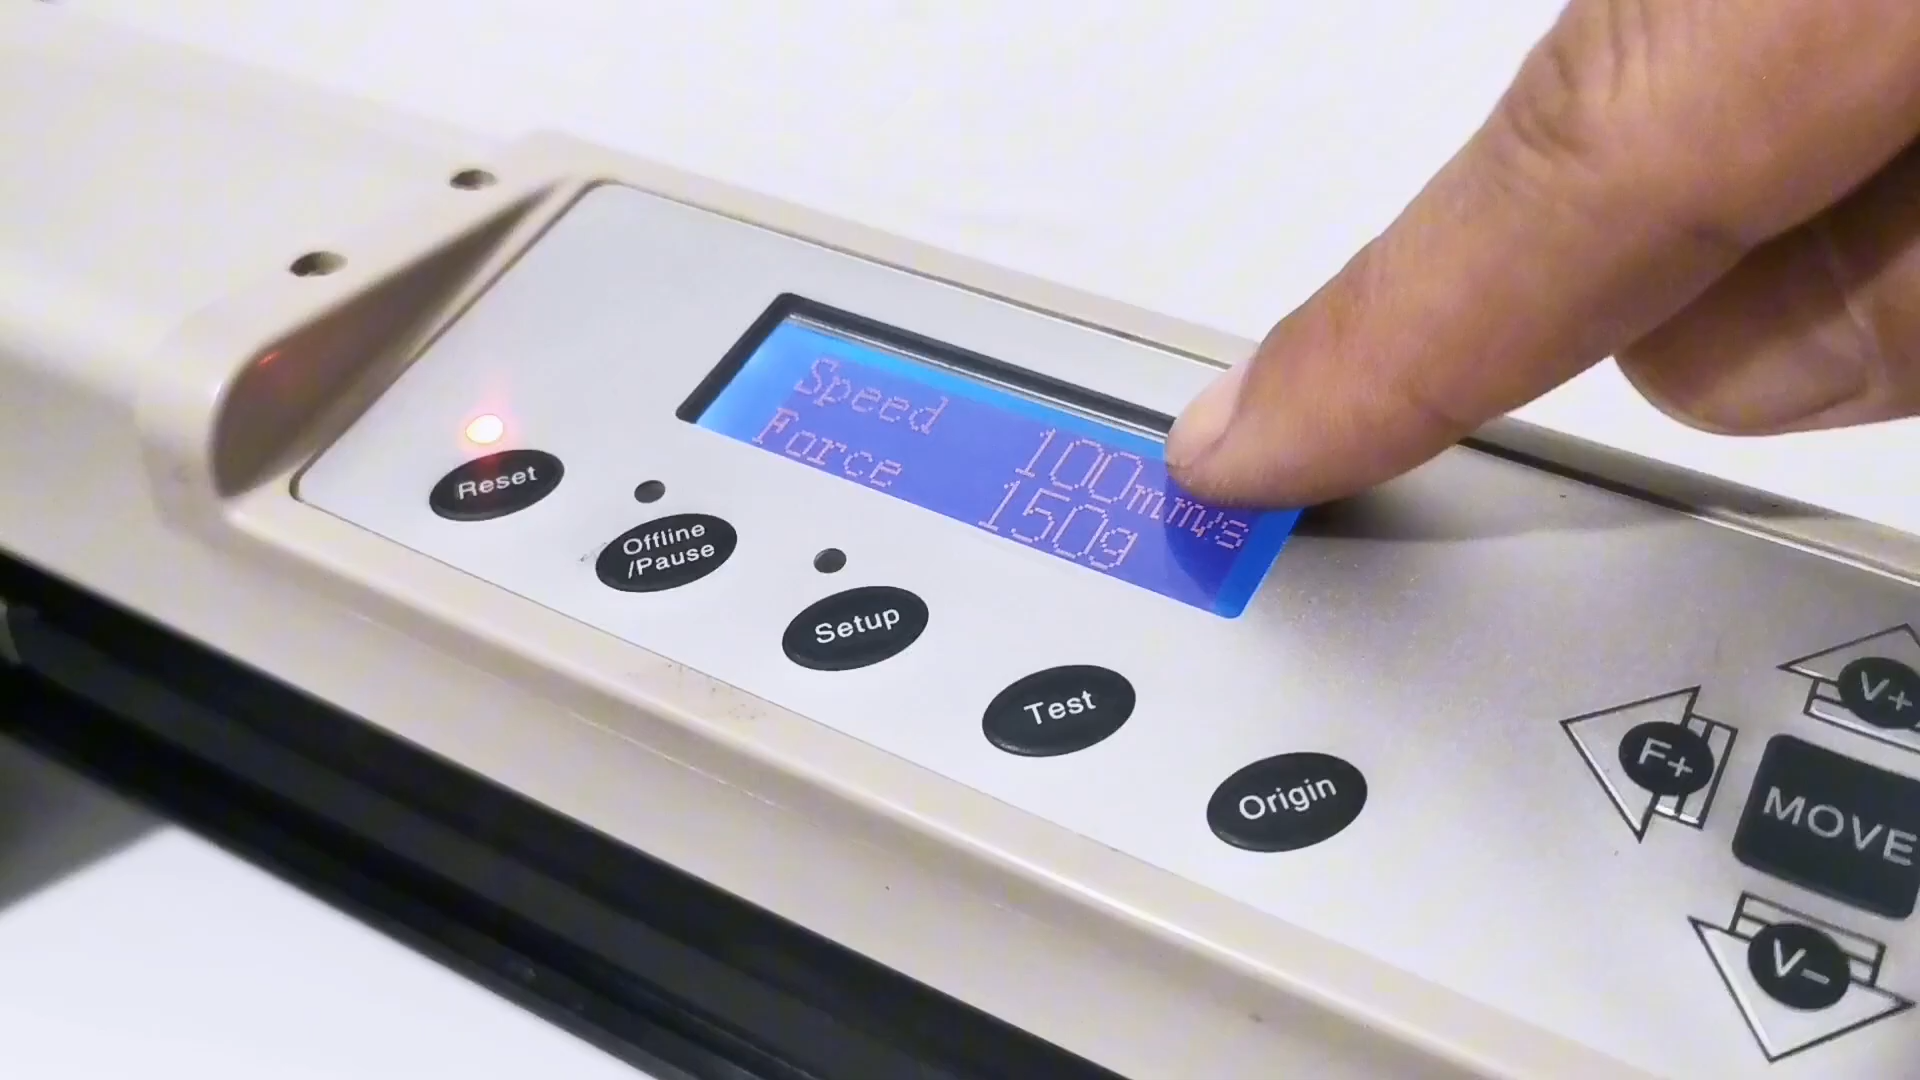 Speed 100mm/s
Force 150g
Reset
Offline
/Pause
Setup
Test
Origin
V+
F+
MOVE
V-